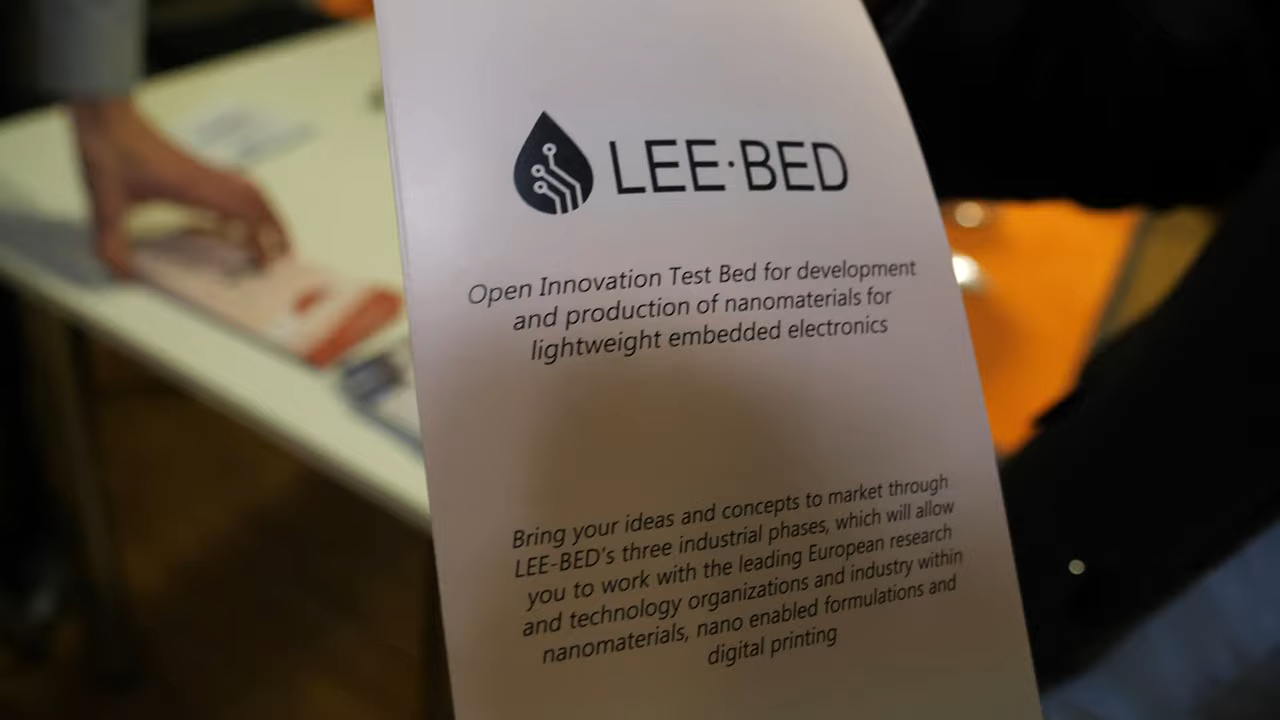 LEE·BED
Open Innovation Test Bed for development
and production of nanomaterials for
lightweight embedded electronics
Bring your ideas and concepts to market through
LEE-BED's three industrial phases, which will allow
you to work with the leading European research
and technology organizations and industry within
nanomaterials, nano enabled formulations and
digital printing